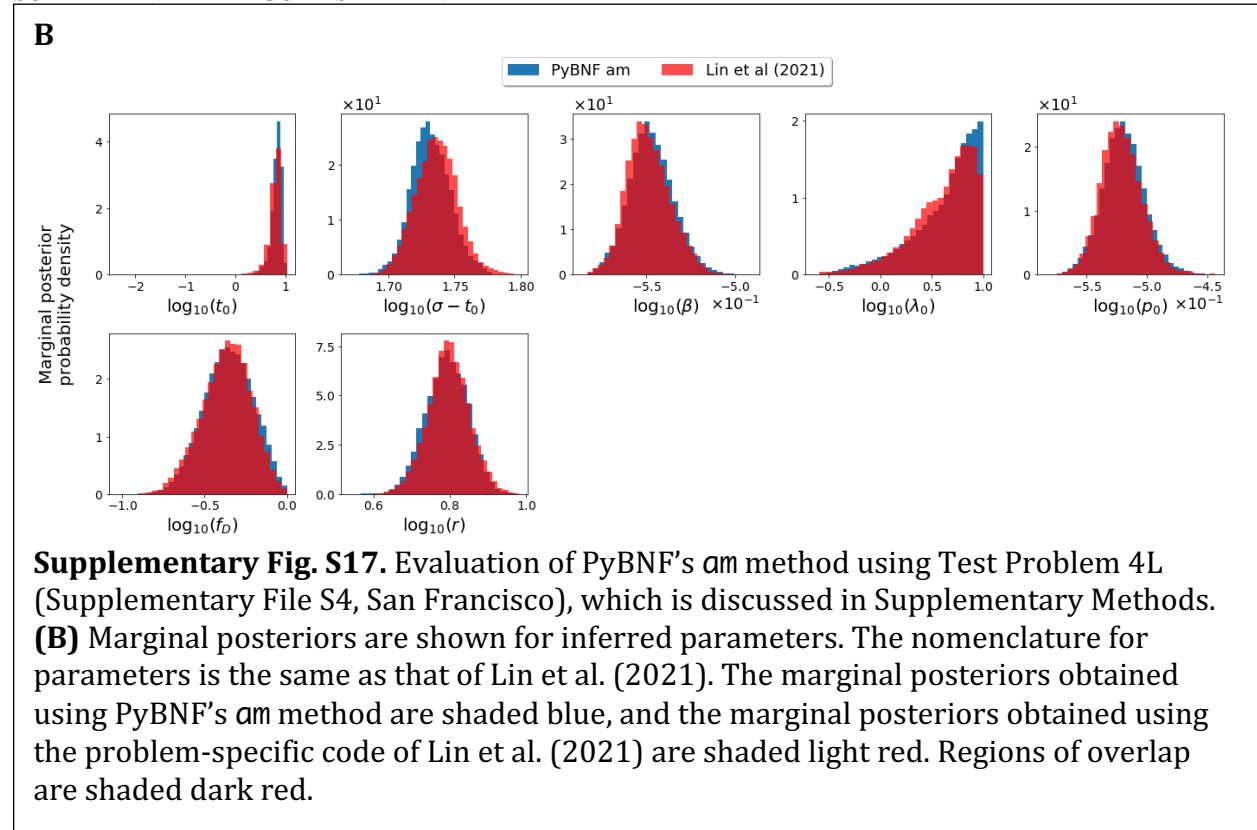 B
PyBNF am Lin et al (2021)
Marginal posterior
probability density
4
2
0
−2 −1 0 1
log10(t0)
×10¹
2
1
0
1.70 1.75 1.80
log10(σ − t0)
×10¹
3
2
1
0
−5.5 −5.0
log10(β) ×10⁻¹
2
1
0
−0.5 0.0 0.5 1.0
log10(λ0)
×10¹
2
1
0
−5.5 −5.0 −4.5
log10(p0) ×10⁻¹
2
1
0
−1.0 −0.5 0.0
log10(fD)
7.5
5.0
2.5
0.0
0.6 0.8 1.0
log10(r)
Supplementary Fig. S17. Evaluation of PyBNF’s am method using Test Problem 4L
(Supplementary File S4, San Francisco), which is discussed in Supplementary Methods.
(B) Marginal posteriors are shown for inferred parameters. The nomenclature for
parameters is the same as that of Lin et al. (2021). The marginal posteriors obtained
using PyBNF’s am method are shaded blue, and the marginal posteriors obtained using
the problem-specific code of Lin et al. (2021) are shaded light red. Regions of overlap
are shaded dark red.